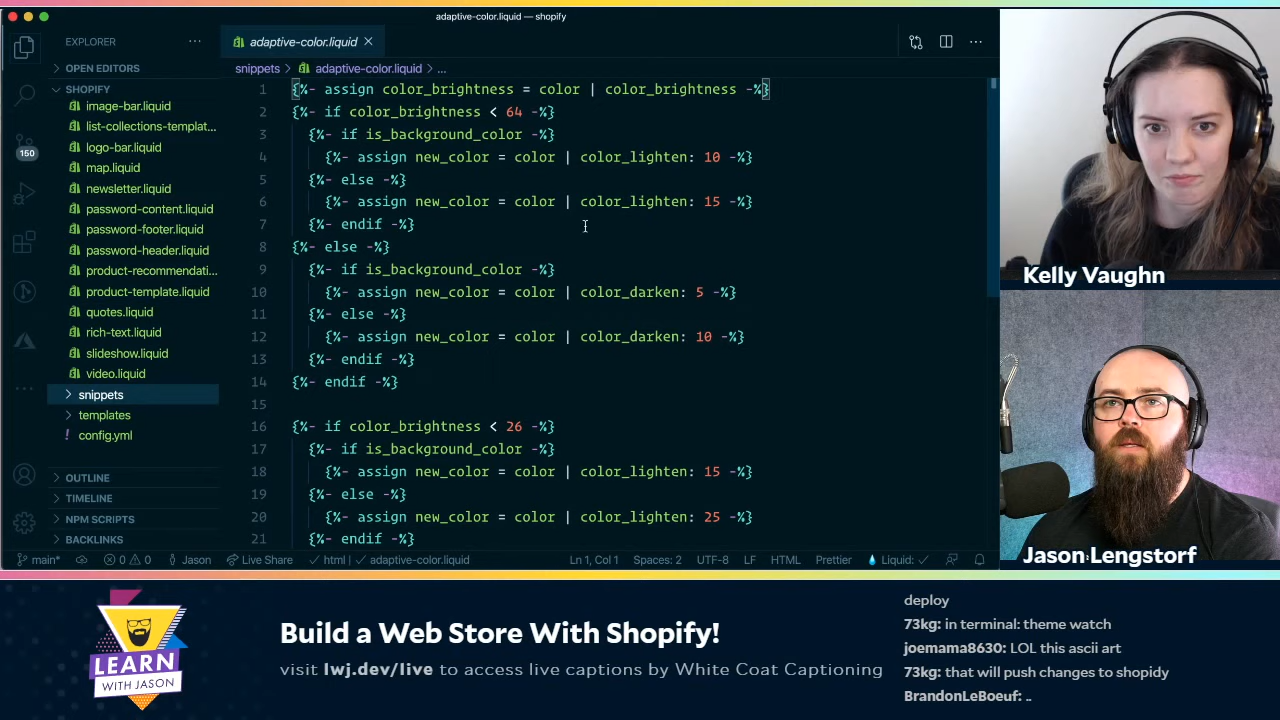 adaptive-color.liquid — shopify
EXPLORER
OPEN EDITORS
SHOPIFY
image-bar.liquid
list-collections-templat...
logo-bar.liquid
map.liquid
newsletter.liquid
password-content.liquid
password-footer.liquid
password-header.liquid
product-recommendati...
product-template.liquid
quotes.liquid
rich-text.liquid
slideshow.liquid
video.liquid
snippets
templates
config.yml
OUTLINE
TIMELINE
NPM SCRIPTS
BACKLINKS
150
adaptive-color.liquid
snippets > adaptive-color.liquid > ...
1 {%- assign color_brightness = color | color_brightness -%}
2 {%- if color_brightness < 64 -%}
3 {%- if is_background_color -%}
4 {%- assign new_color = color | color_lighten: 10 -%}
5 {%- else -%}
6 {%- assign new_color = color | color_lighten: 15 -%}
7 {%- endif -%}
8 {%- else -%}
9 {%- if is_background_color -%}
10 {%- assign new_color = color | color_darken: 5 -%}
11 {%- else -%}
12 {%- assign new_color = color | color_darken: 10 -%}
13 {%- endif -%}
14 {%- endif -%}
15
16 {%- if color_brightness < 26 -%}
17 {%- if is_background_color -%}
18 {%- assign new_color = color | color_lighten: 15 -%}
19 {%- else -%}
20 {%- assign new_color = color | color_lighten: 25 -%}
21 {%- endif -%}
main* 0 0 Jason Live Share html | adaptive-color.liquid Ln 1, Col 1 Spaces: 2 UTF-8 LF HTML Prettier Liquid:
Kelly Vaughn
Jason Lengstorf
LEARN
WITH JASON
Build a Web Store With Shopify!
visit lwj.dev/live to access live captions by White Coat Captioning
deploy
73kg: in terminal: theme watch
joemama8630: LOL this ascii art
73kg: that will push changes to shopidy
BrandonLeBoeuf: ..